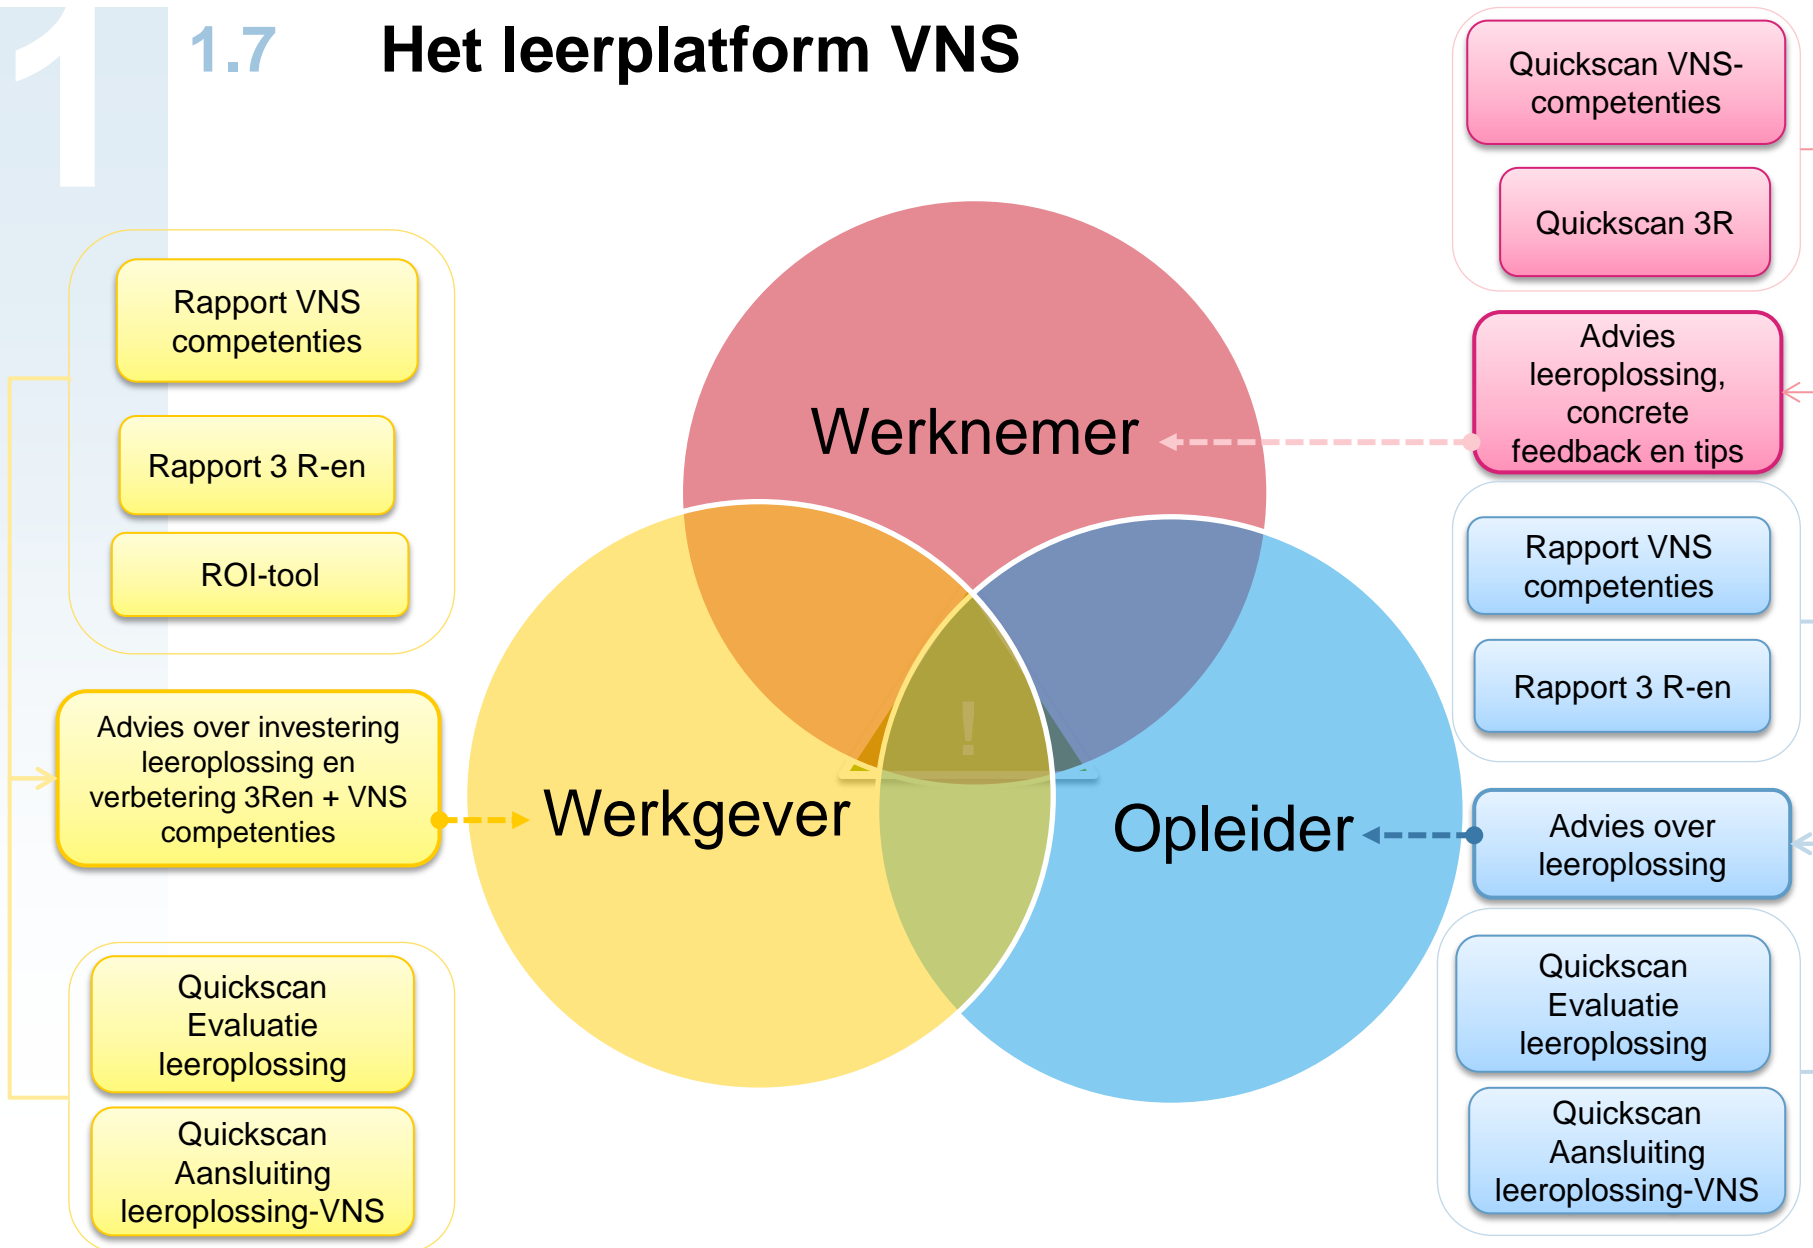 1
1.7 Het leerplatform VNS
Quickscan VNS-
competenties
Quickscan 3R
Advies
leeroplossing,
concrete
feedback en tips
Rapport VNS
competenties
Rapport 3 R-en
ROI-tool
Advies over investering
leeroplossing en
verbetering 3Ren + VNS
competenties
Quickscan
Evaluatie
leeroplossing
Quickscan
Aansluiting
leeroplossing-VNS
Werknemer
Werkgever
Opleider
!
Rapport VNS
competenties
Rapport 3 R-en
Advies over
leeroplossing
Quickscan
Evaluatie
leeroplossing
Quickscan
Aansluiting
leeroplossing-VNS